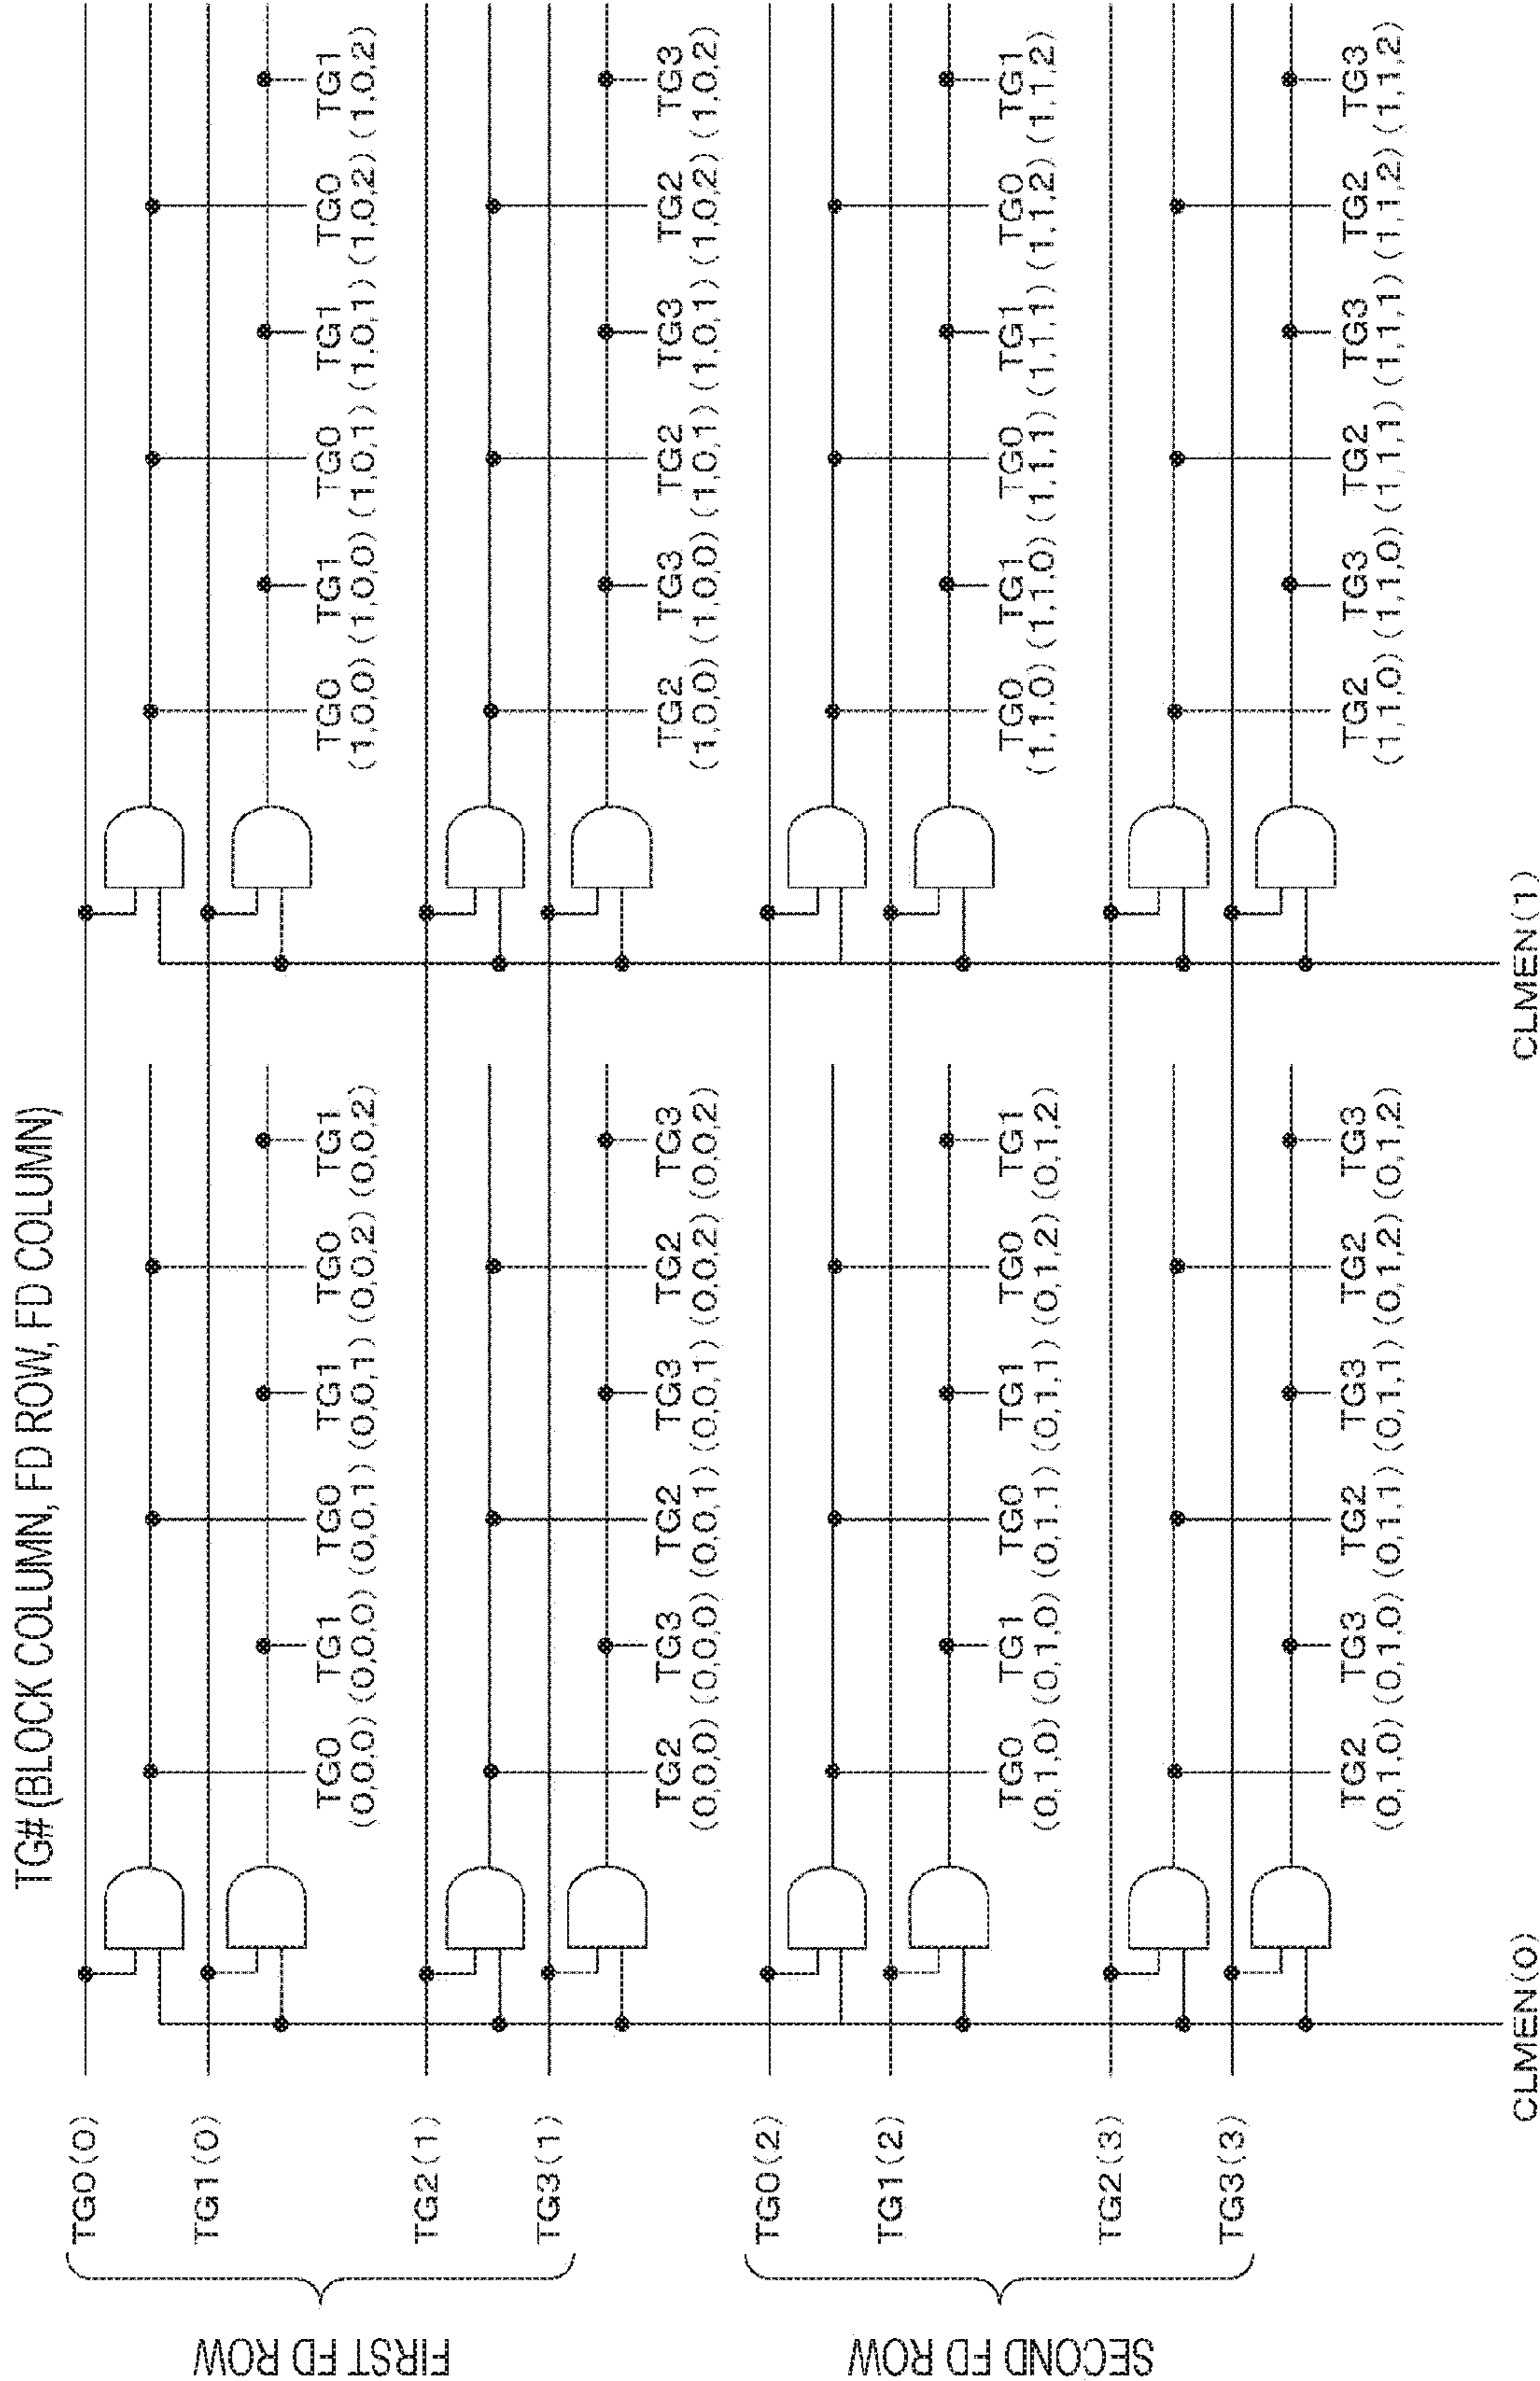 TG#(BLOCK COLUMN, FD ROW, FD COLUMN)
FIRST FD ROW
TG0(0)
TG1(0)
TG0 TG1 TG0 TG1 TG0 TG1
(0,0,0)(0,0,0)(0,0,1)(0,0,1)(0,0,2)(0,0,2)
TG0 TG1 TG0 TG1 TG0 TG1
(1,0,0)(1,0,0)(1,0,1)(1,0,1)(1,0,2)(1,0,2)
TG2(1)
TG3(1)
TG2 TG3 TG2 TG3 TG2 TG3
(0,0,0)(0,0,0)(0,0,1)(0,0,1)(0,0,2)(0,0,2)
TG2 TG3 TG2 TG3 TG2 TG3
(1,0,0)(1,0,0)(1,0,1)(1,0,1)(1,0,2)(1,0,2)
SECOND FD ROW
TG0(2)
TG1(2)
TG0 TG1 TG0 TG1 TG0 TG1
(0,1,0)(0,1,0)(0,1,1)(0,1,1)(0,1,2)(0,1,2)
TG0 TG1 TG0 TG1 TG0 TG1
(1,1,0)(1,1,0)(1,1,1)(1,1,1)(1,1,2)(1,1,2)
TG2(3)
TG3(3)
TG2 TG3 TG2 TG3 TG2 TG3
(0,1,0)(0,1,0)(0,1,1)(0,1,1)(0,1,2)(0,1,2)
TG2 TG3 TG2 TG3 TG2 TG3
(1,1,0)(1,1,0)(1,1,1)(1,1,1)(1,1,2)(1,1,2)
CLMEN(0)
CLMEN(1)